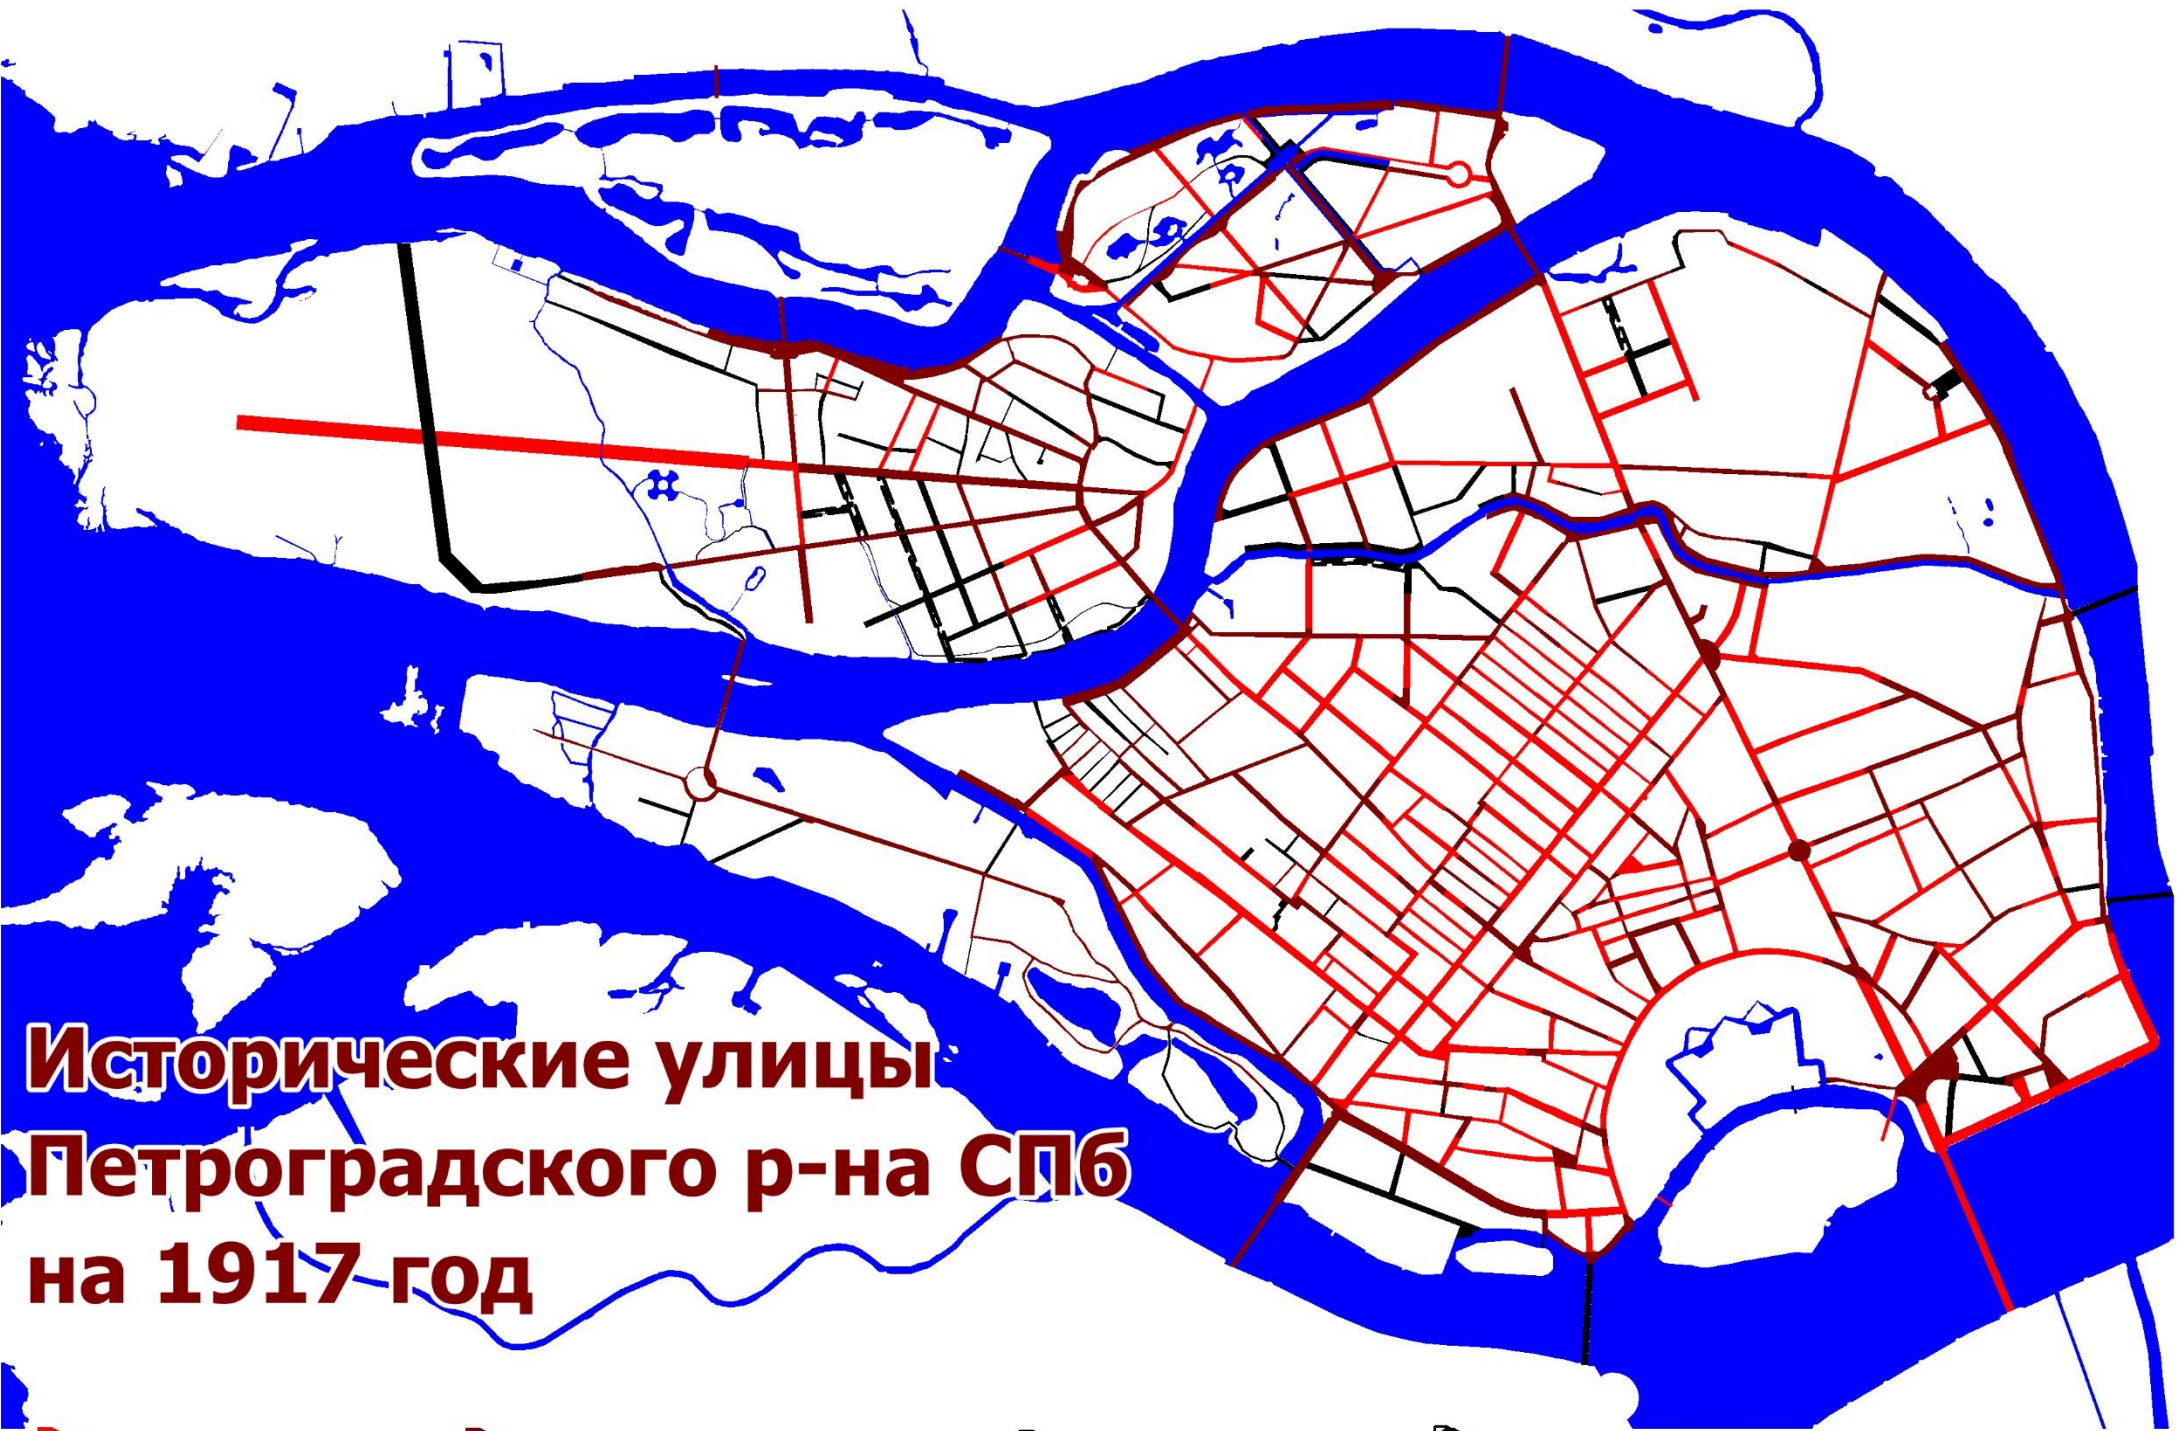 Исторические улицы
Петроградского р-на СПб
на 1917 год